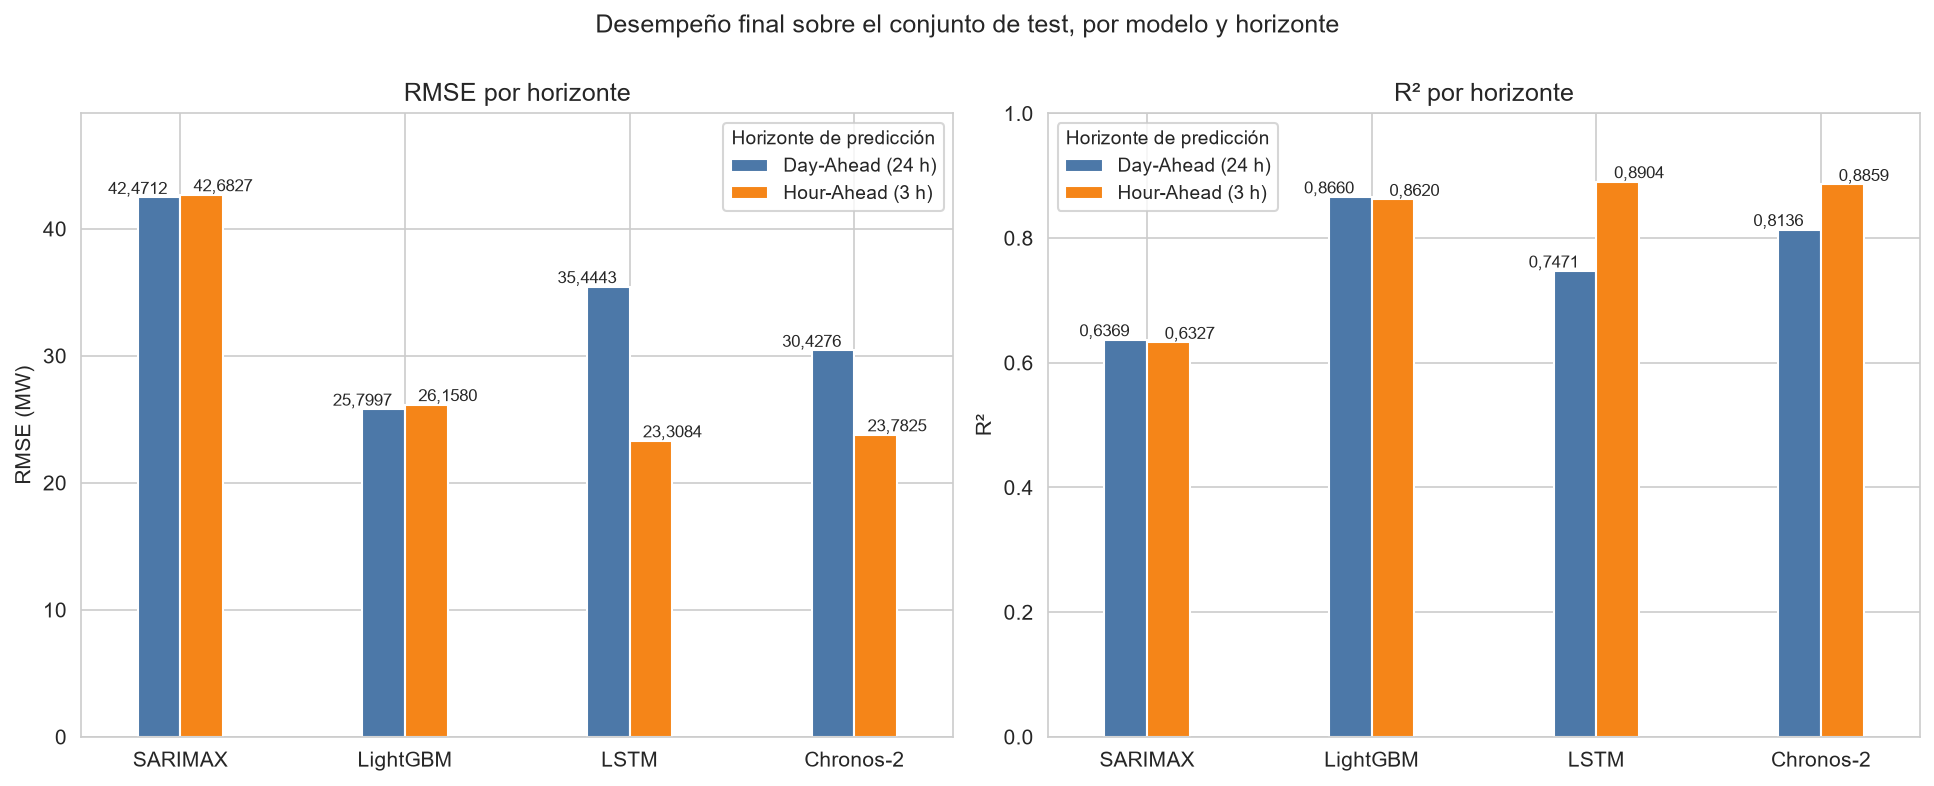 Desempeño final sobre el conjunto de test, por modelo y horizonte
RMSE por horizonte
RMSE (MW)
40
30
20
10
0
Horizonte de predicción
Day-Ahead (24 h)
Hour-Ahead (3 h)
42,4712
42,6827
25,7997
26,1580
35,4443
23,3084
30,4276
23,7825
SARIMAX
LightGBM
LSTM
Chronos-2
R² por horizonte
R²
1.0
0.8
0.6
0.4
0.2
0.0
Horizonte de predicción
Day-Ahead (24 h)
Hour-Ahead (3 h)
0,6369
0,6327
0,8660
0,8620
0,7471
0,8904
0,8136
0,8859
SARIMAX
LightGBM
LSTM
Chronos-2